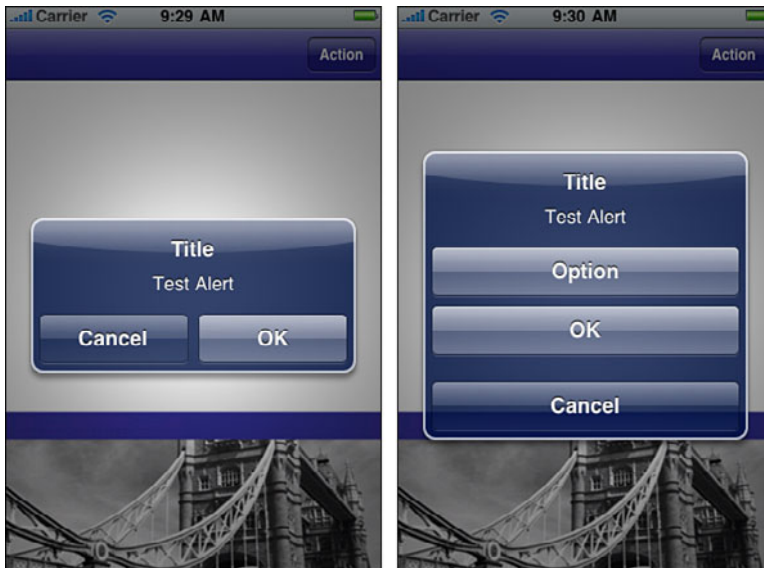 Carrier 9:29 AM
Action
Title
Test Alert
Cancel OK
Carrier 9:30 AM
Action
Title
Test Alert
Option
OK
Cancel